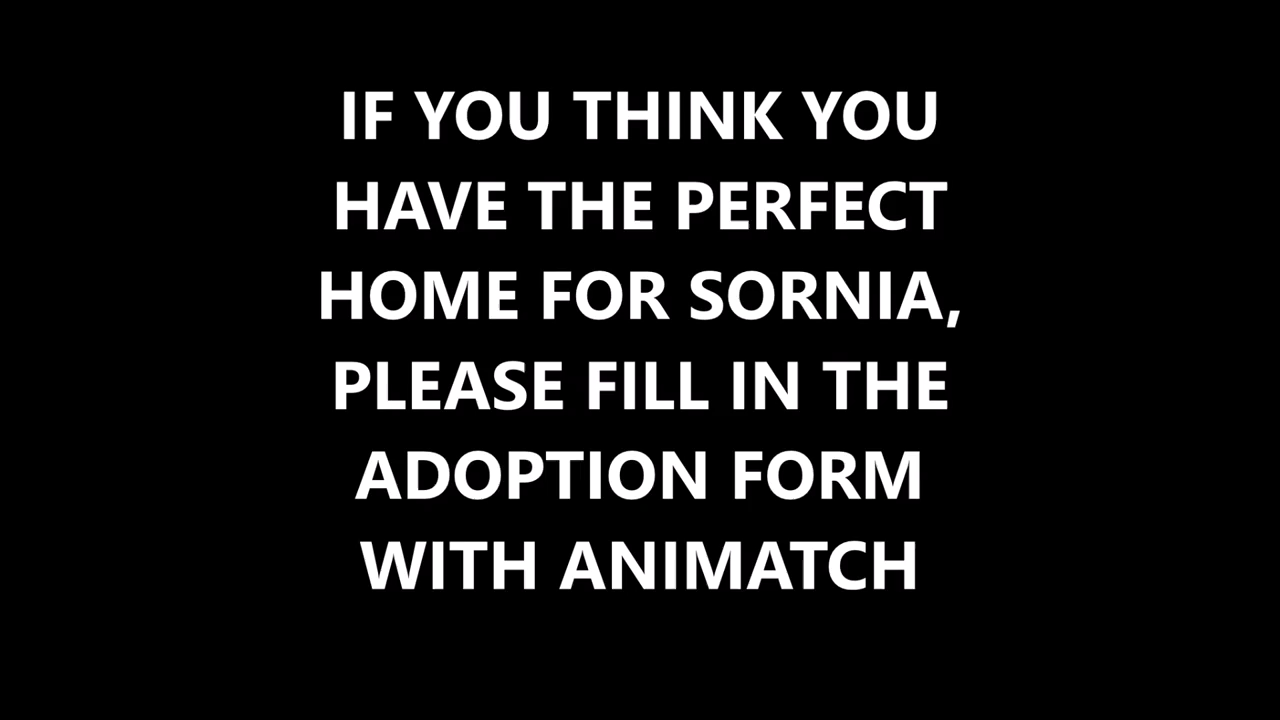 IF YOU THINK YOU
HAVE THE PERFECT
HOME FOR SORNIA,
PLEASE FILL IN THE
ADOPTION FORM
WITH ANIMATCH